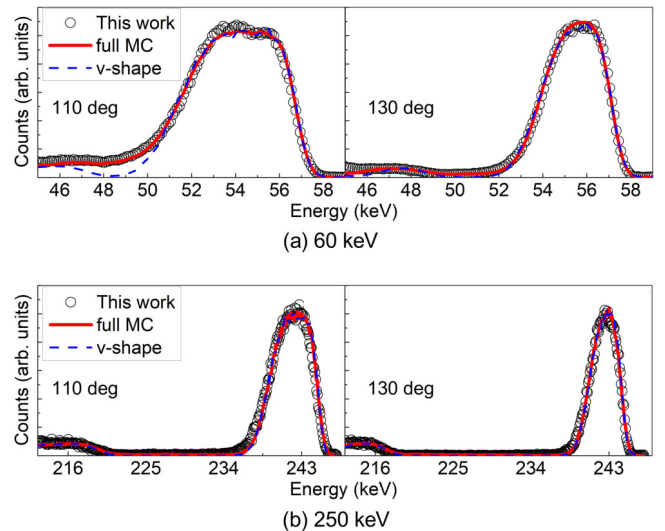 Counts (arb. units)
This work
full MC
v-shape
110 deg
130 deg
46 48 50 52 54 56 58 46 48 50 52 54 56 58
Energy (keV)
(a) 60 keV
Counts (arb. units)
This work
full MC
v-shape
110 deg
130 deg
216 225 234 243 216 225 234 243
Energy (keV) Energy (keV)
(b) 250 keV